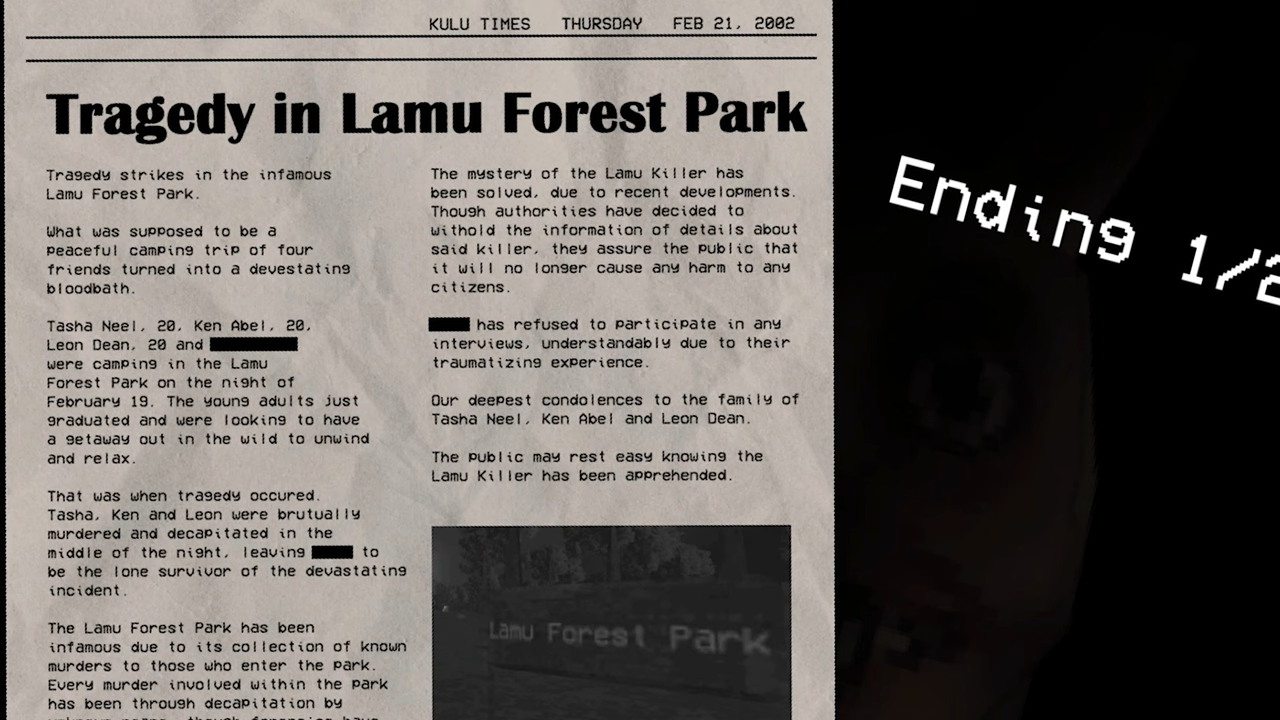 KULU TIMES THURSDAY FEB 21, 2002
Tragedy in Lamu Forest Park
Tragedy strikes in the infamous
Lamu Forest Park.
What was supposed to be a
peaceful camping trip of four
friends turned into a devestating
bloodbath.
Tasha Neel, 20, Ken Abel, 20,
Leon Dean, 20 and
were camping in the Lamu
Forest Park on the night of
February 19. The young adults just
graduated and were looking to have
a getaway out in the wild to unwind
and relax.
That was when tragedy occured.
Tasha, Ken and Leon were brutually
murdered and decapitated in the
middle of the night, leaving to
be the lone survivor of the devastating
incident.
The Lamu Forest Park has been
infamous due to its collection of known
murders to those who enter the park.
Every murder involved within the park
has been through decapitation by
The mystery of the Lamu Killer has
been solved, due to recent developments.
Though authorities have decided to
withold the information of details about
said killer, they assure the public that
it will no longer cause any harm to any
citizens.
has refused to participate in any
interviews, understandably due to their
traumatizing experience.
Our deepest condolences to the family of
Tasha Neel, Ken Abel and Leon Dean.
The public may rest easy knowing the
Lamu Killer has been apprehended.
Lamu Forest Park
Ending 1/2